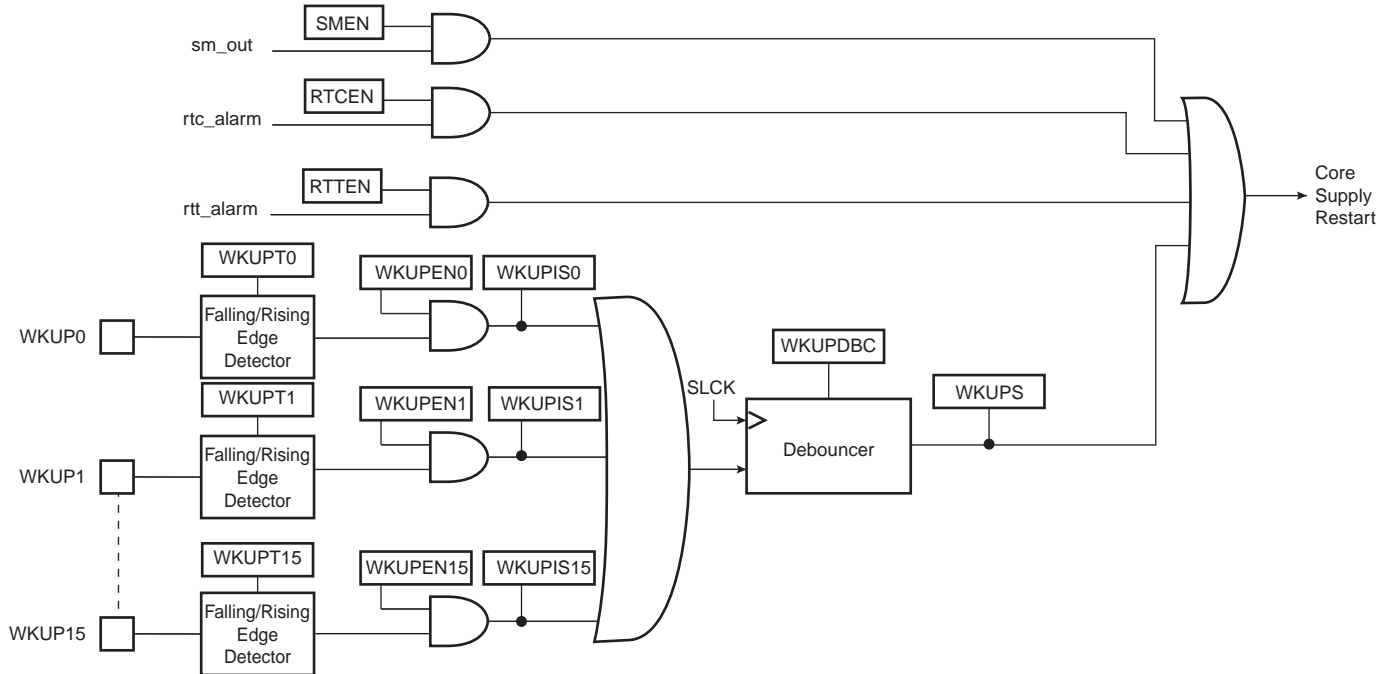 SMEN
sm_out
RTCEN
rtc_alarm
RTTEN
rtt_alarm
Core
Supply
Restart
WKUPT0
WKUPEN0
WKUPIS0
WKUP0
Falling/Rising
Edge
Detector
WKUPT1
WKUPEN1
WKUPIS1
WKUP1
Falling/Rising
Edge
Detector
WKUPT15
WKUPEN15
WKUPIS15
WKUP15
Falling/Rising
Edge
Detector
SLCK
WKUPDBC
Debouncer
WKUPS